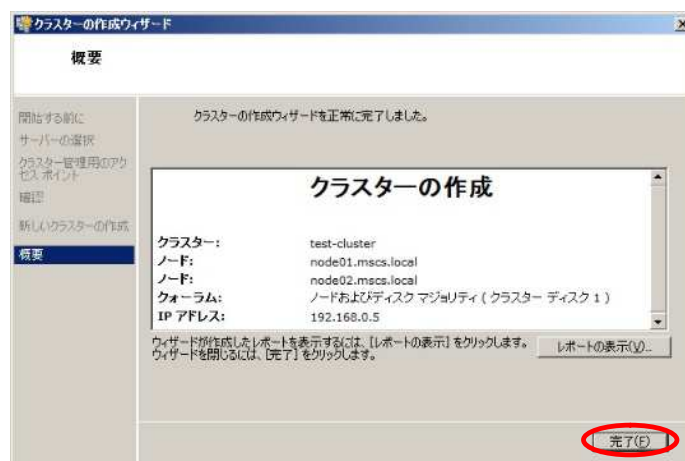 クラスターの作成ウィザード
概要
開始する前に
サーバーの選択
クラスター管理用のアク
セス ポイント
確認
新しいクラスターの作成
概要
クラスターの作成ウィザードを正常に完了しました。
クラスターの作成
クラスター: test-cluster
ノード: node01.mscs.local
ノード: node02.mscs.local
クォーラム: ノードおよびディスク マジョリティ ( クラスター ディスク 1 )
IP アドレス: 192.168.0.5
ウィザードが作成したレポートを表示するには、[レポートの表示] をクリックします。
ウィザードを閉じるには、[完了] をクリックします。
レポートの表示(V)...
完了(F)